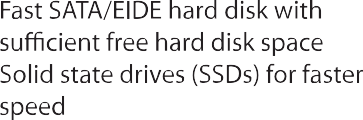 Fast SATA/EIDE hard disk with
sufficient free hard disk space
Solid state drives (SSDs) for faster
speed